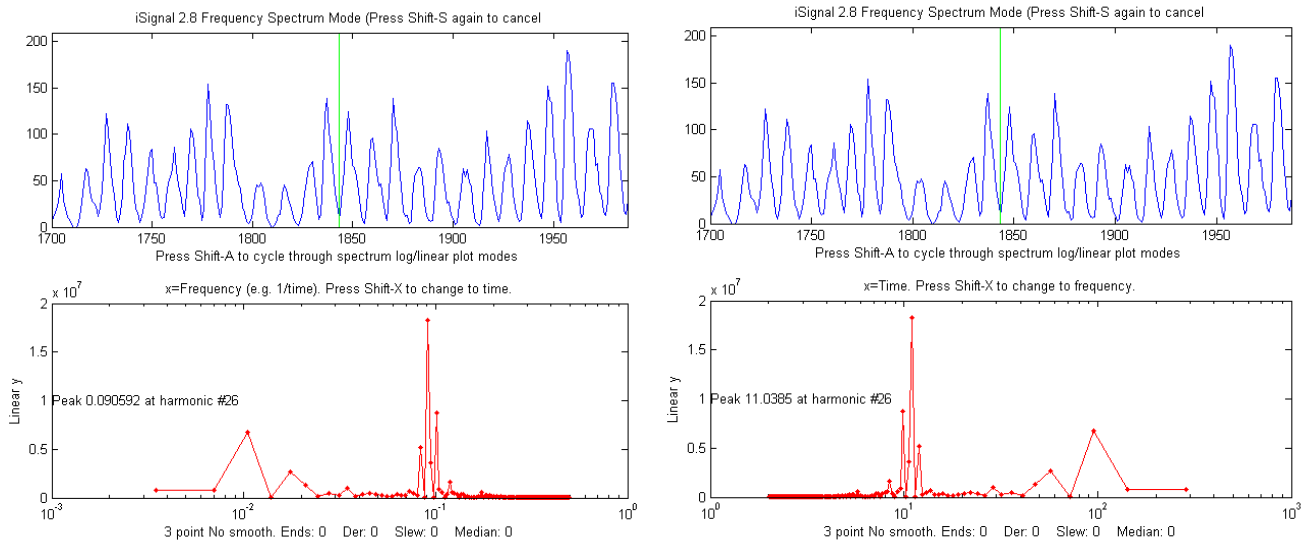 iSignal 2.8 Frequency Spectrum Mode (Press Shift-S again to cancel
200
150
100
50
0
1700 1750 1800 1850 1900 1950
Press Shift-A to cycle through spectrum log/linear plot modes
x=Frequency (e.g. 1/time). Press Shift-X to change to time.
x 10^7
2
1.5
1
0.5
0
Linear y
Peak 0.090592 at harmonic #26
10^-3 10^-2 10^-1 10^0
3 point No smooth. Ends: 0 Der: 0 Slew: 0 Median: 0
iSignal 2.8 Frequency Spectrum Mode (Press Shift-S again to cancel
200
150
100
50
0
1700 1750 1800 1850 1900 1950
Press Shift-A to cycle through spectrum log/linear plot modes
x=Time. Press Shift-X to change to frequency.
x 10^7
2
1.5
1
0.5
0
Linear y
Peak 11.0385 at harmonic #26
10^0 10^1 10^2 10^3
3 point No smooth. Ends: 0 Der: 0 Slew: 0 Median: 0